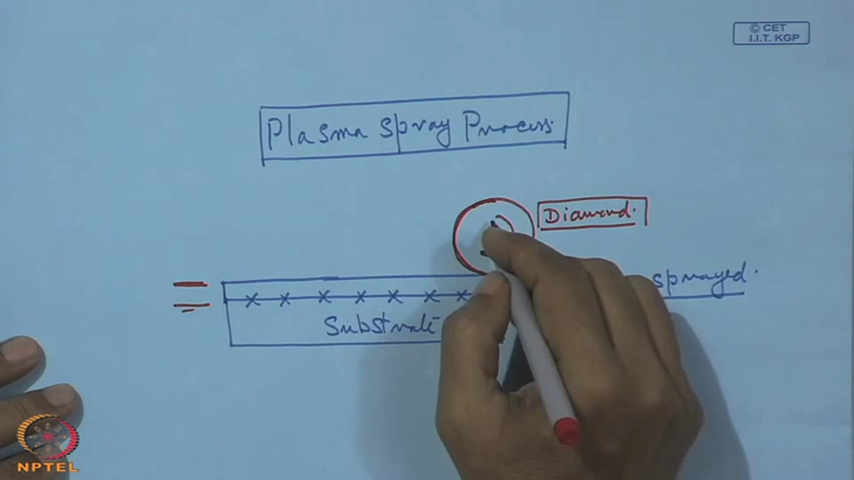 © CET
I.I.T. KGP
Plasma Spray Process
Diamond.
sprayed.
Substrate
NPTEL